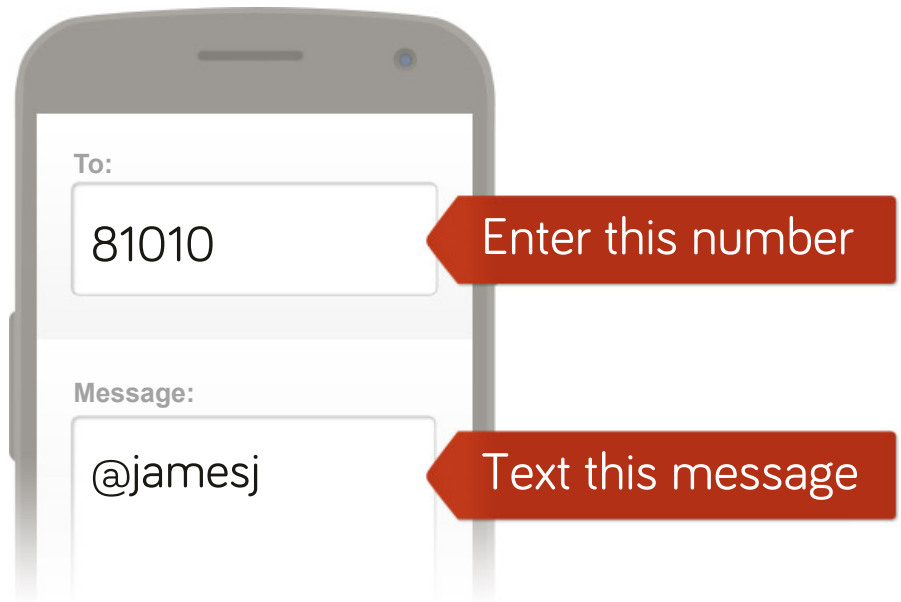 To:
81010
Enter this number
Message:
@jamesj
Text this message